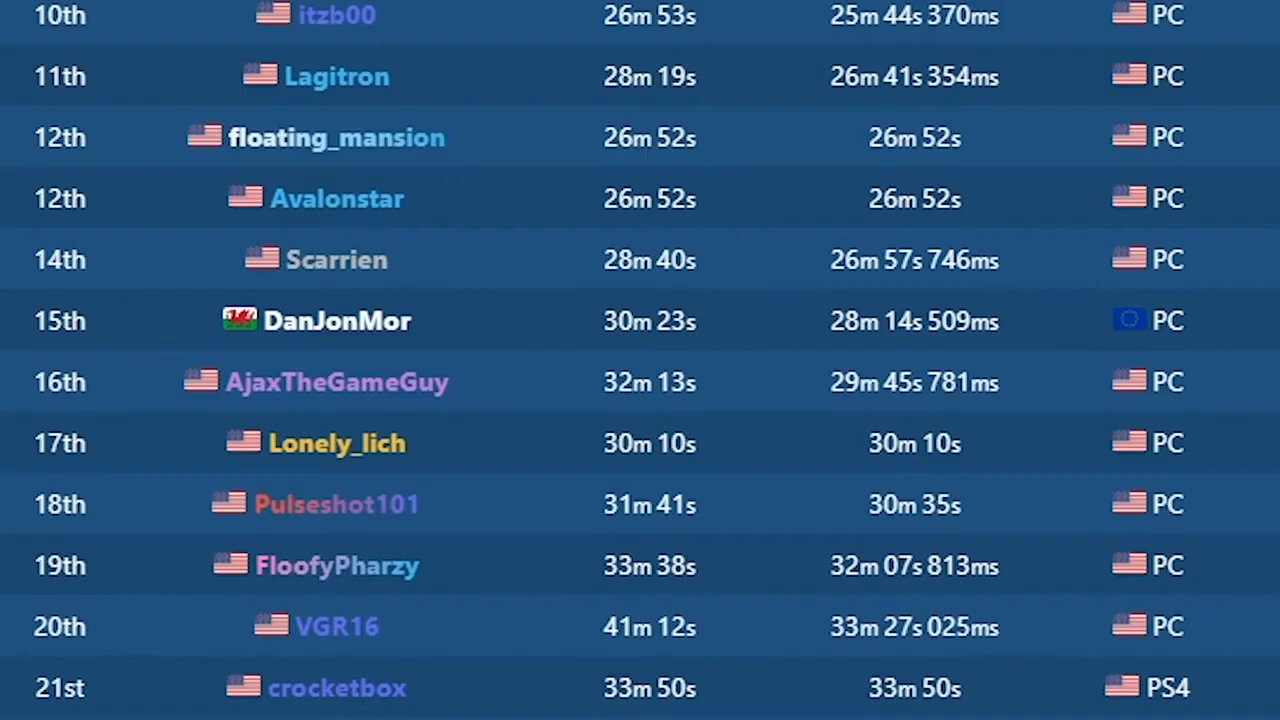 10th itzb00 26m 53s 25m 44s 370ms PC
11th Lagitron 28m 19s 26m 41s 354ms PC
12th floating_mansion 26m 52s 26m 52s PC
12th Avalonstar 26m 52s 26m 52s PC
14th Scarrien 28m 40s 26m 57s 746ms PC
15th DanJonMor 30m 23s 28m 14s 509ms PC
16th AjaxTheGameGuy 32m 13s 29m 45s 781ms PC
17th Lonely_lich 30m 10s 30m 10s PC
18th Pulseshot101 31m 41s 30m 35s PC
19th FloofyPharzy 33m 38s 32m 07s 813ms PC
20th VGR16 41m 12s 33m 27s 025ms PC
21st crocketbox 33m 50s 33m 50s PS4